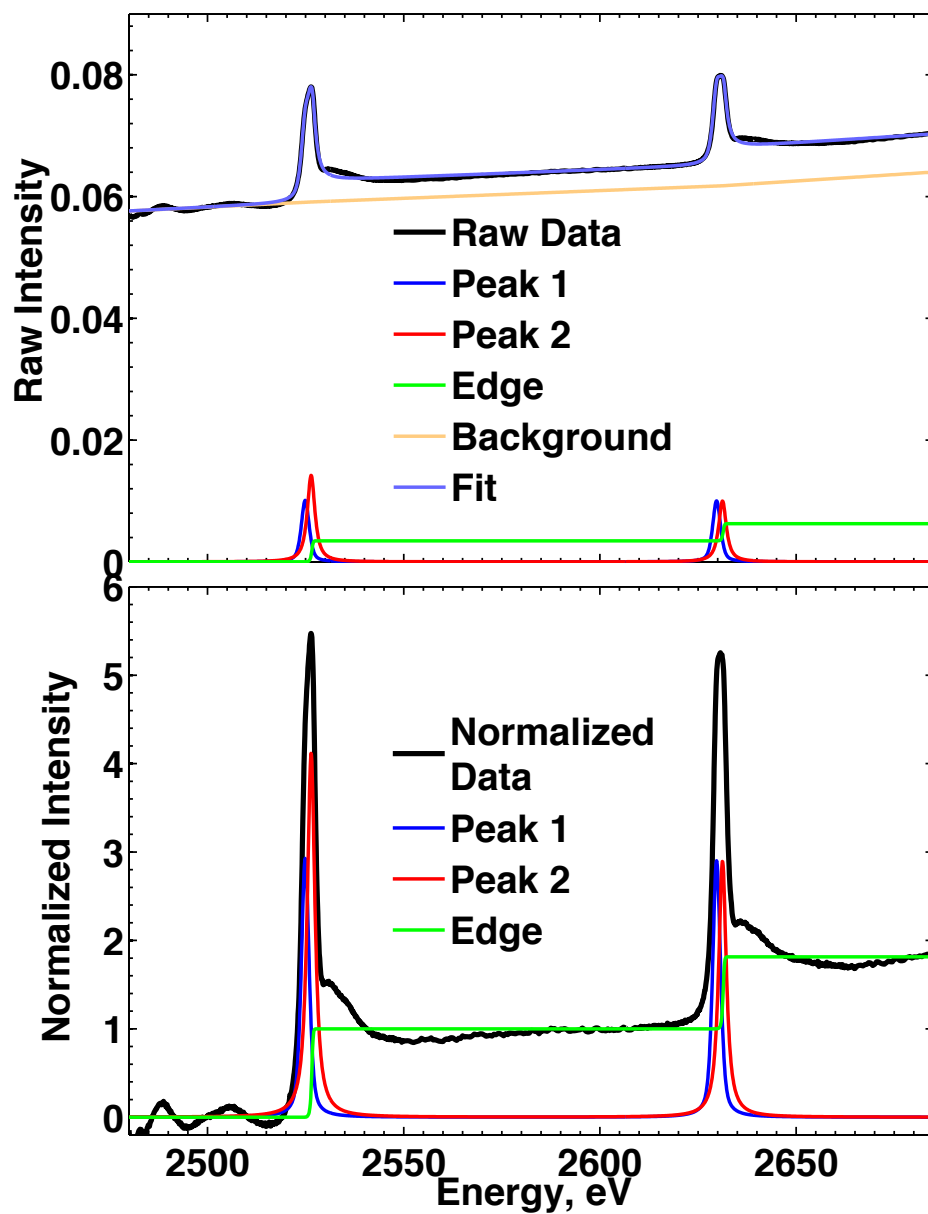 0.08
0.06
0.04
0.02
0
Raw Intensity
Raw Data
Peak 1
Peak 2
Edge
Background
Fit
6
5
4
3
2
1
0
Normalized Intensity
Normalized
Data
Peak 1
Peak 2
Edge
2500 2550 2600 2650
Energy, eV